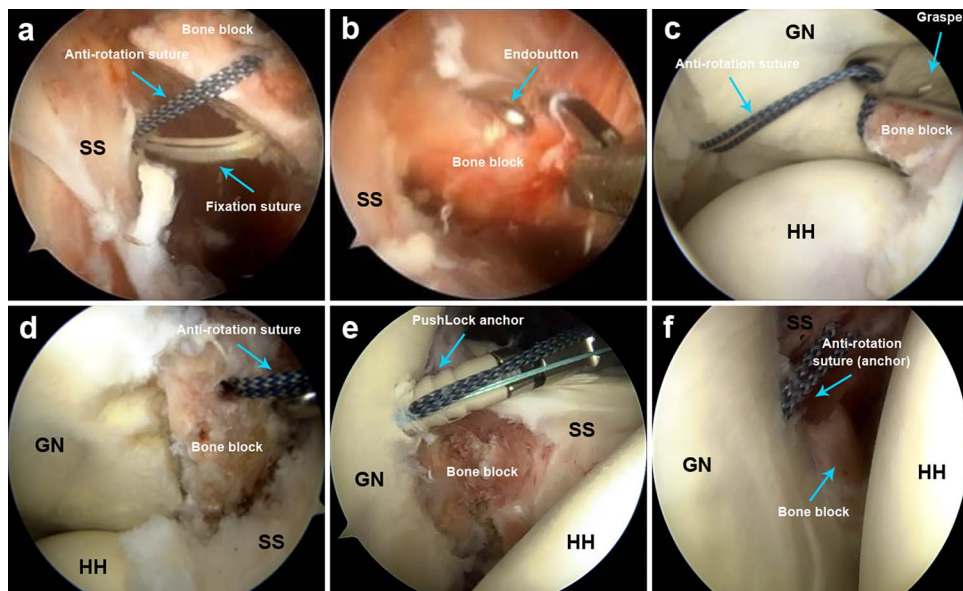 a
Bone block
Anti-rotation suture
SS
Fixation suture
b
Endobutton
Bone block
SS
c
GN
Graspe
Anti-rotation suture
Bone block
HH
d
Anti-rotation suture
GN
Bone block
SS
HH
e
PushLock anchor
SS
Bone block
GN
HH
f
SS
Anti-rotation
suture (anchor)
GN
HH
Bone block